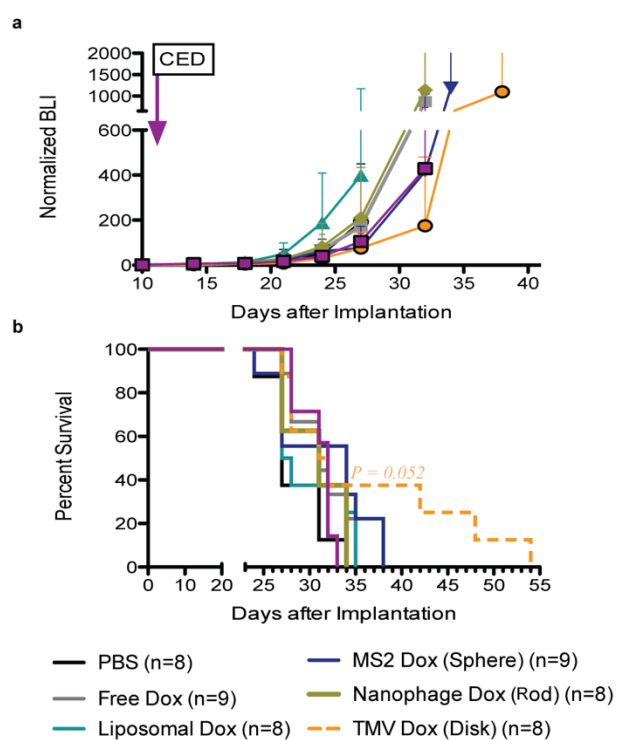 a
CED
Normalized BLI
2000
1500
1000
600
400
200
0
10 15 20 25 30 35 40
Days after Implantation
b
Percent Survival
100
80
60
40
20
0
P = 0.052
0 20 25 30 35 40 45 50 55
Days after Implantation
PBS (n=8) MS2 Dox (Sphere) (n=9)
Free Dox (n=9) Nanophage Dox (Rod) (n=8)
Liposomal Dox (n=8) TMV Dox (Disk) (n=8)